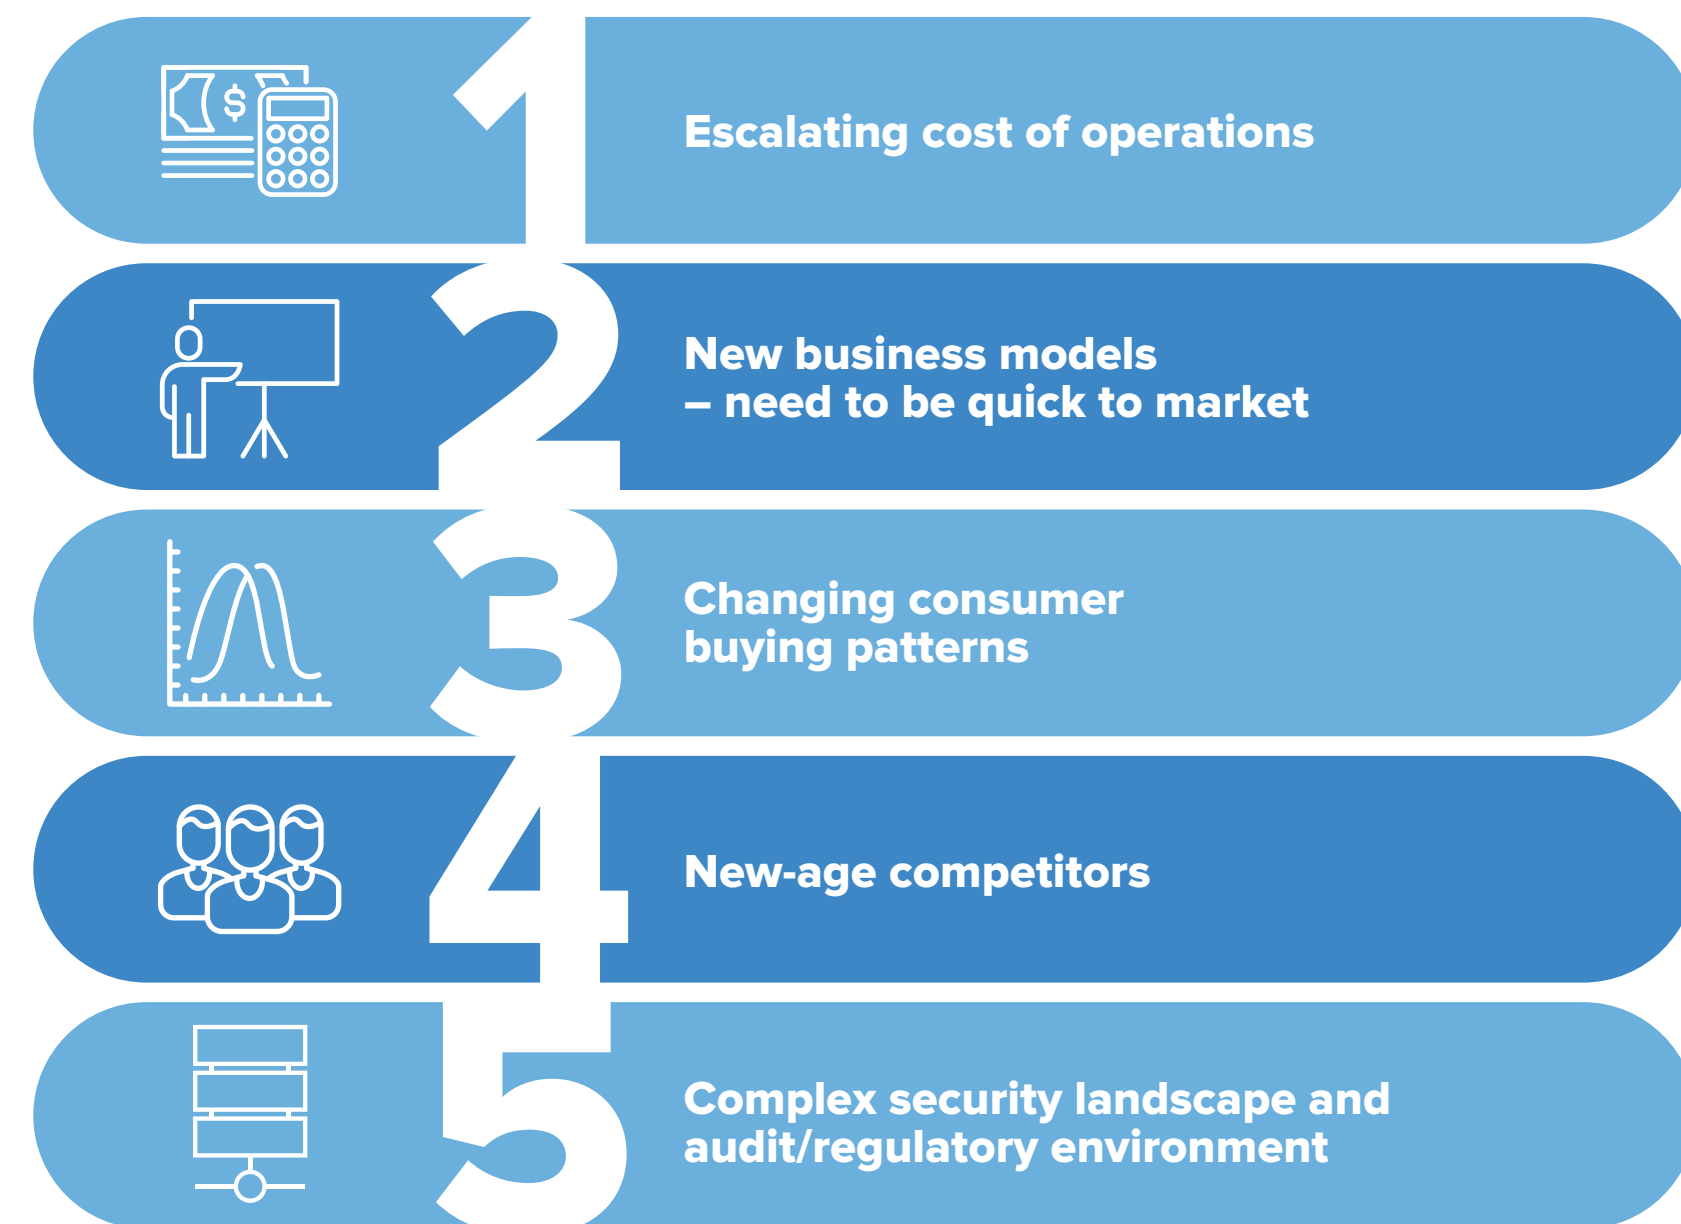 1
$
Escalating cost of operations
2
New business models
– need to be quick to market
3
Changing consumer
buying patterns
4
New-age competitors
5
Complex security landscape and
audit/regulatory environment